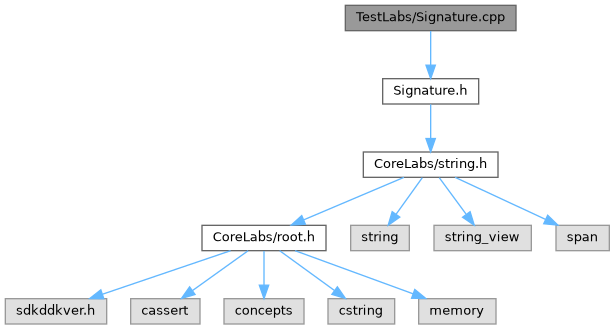 TestLabs/Signature.cpp
Signature.h
CoreLabs/string.h
CoreLabs/root.h
string
string_view
span
sdkddkver.h
cassert
concepts
cstring
memory